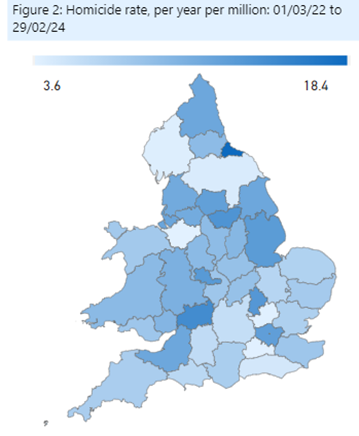 Figure 2: Homicide rate, per year per million: 01/03/22 to
29/02/24
3.6 18.4